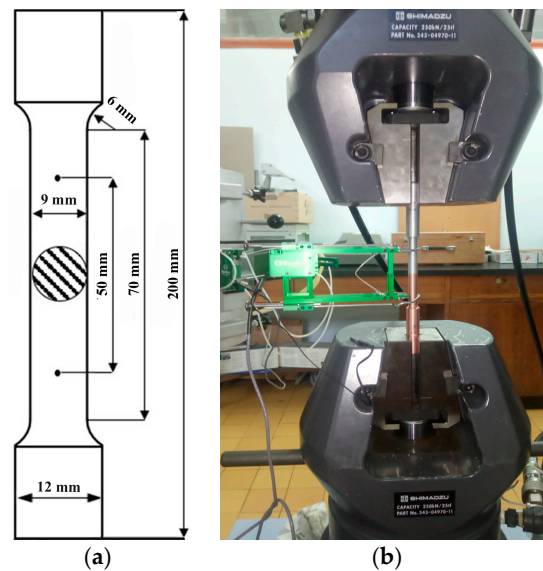 6 mm
9 mm
50 mm
70 mm
200 mm
12 mm
(a)
SHIMADZU
CAPACITY 250kN/25tf
PART No. 343-04970-11
SHIMADZU
CAPACITY 250kN/25tf
PART No. 343-04970-11
(b)